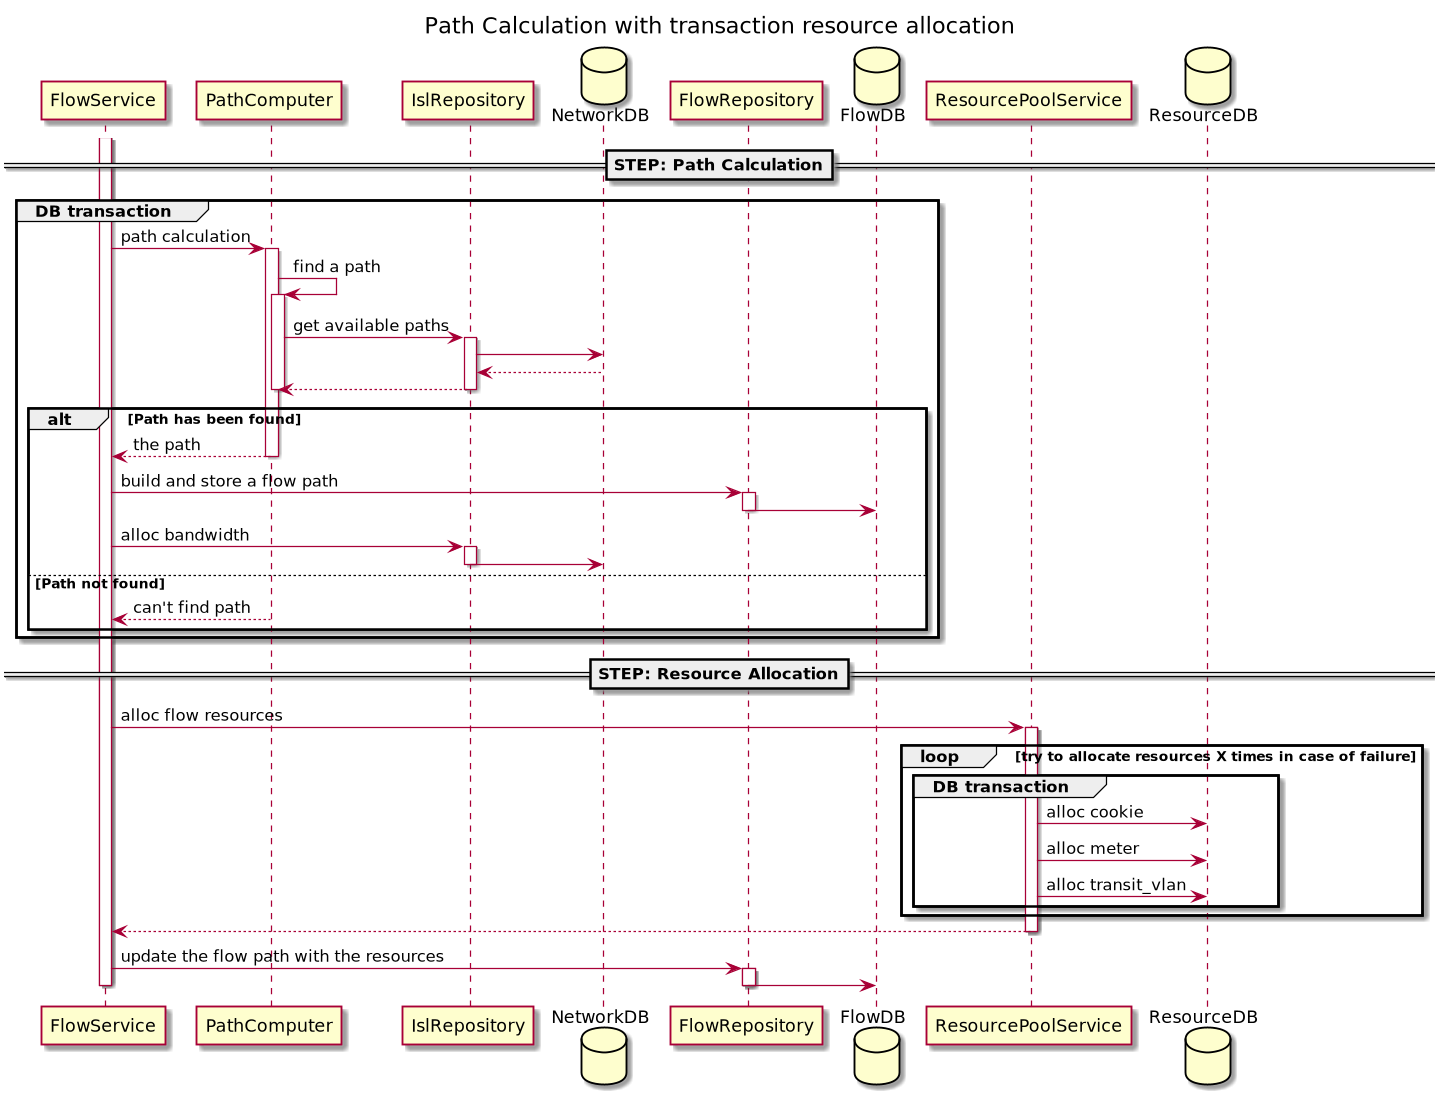 Path Calculation with transaction resource allocation
FlowService
PathComputer
IslRepository
NetworkDB
FlowRepository
FlowDB
ResourcePoolService
ResourceDB
STEP: Path Calculation
DB transaction
path calculation
find a path
get available paths
alt
[Path has been found]
the path
build and store a flow path
alloc bandwidth
[Path not found]
can't find path
STEP: Resource Allocation
alloc flow resources
loop
[try to allocate resources X times in case of failure]
DB transaction
alloc cookie
alloc meter
alloc transit_vlan
update the flow path with the resources
FlowService
PathComputer
IslRepository
NetworkDB
FlowRepository
FlowDB
ResourcePoolService
ResourceDB